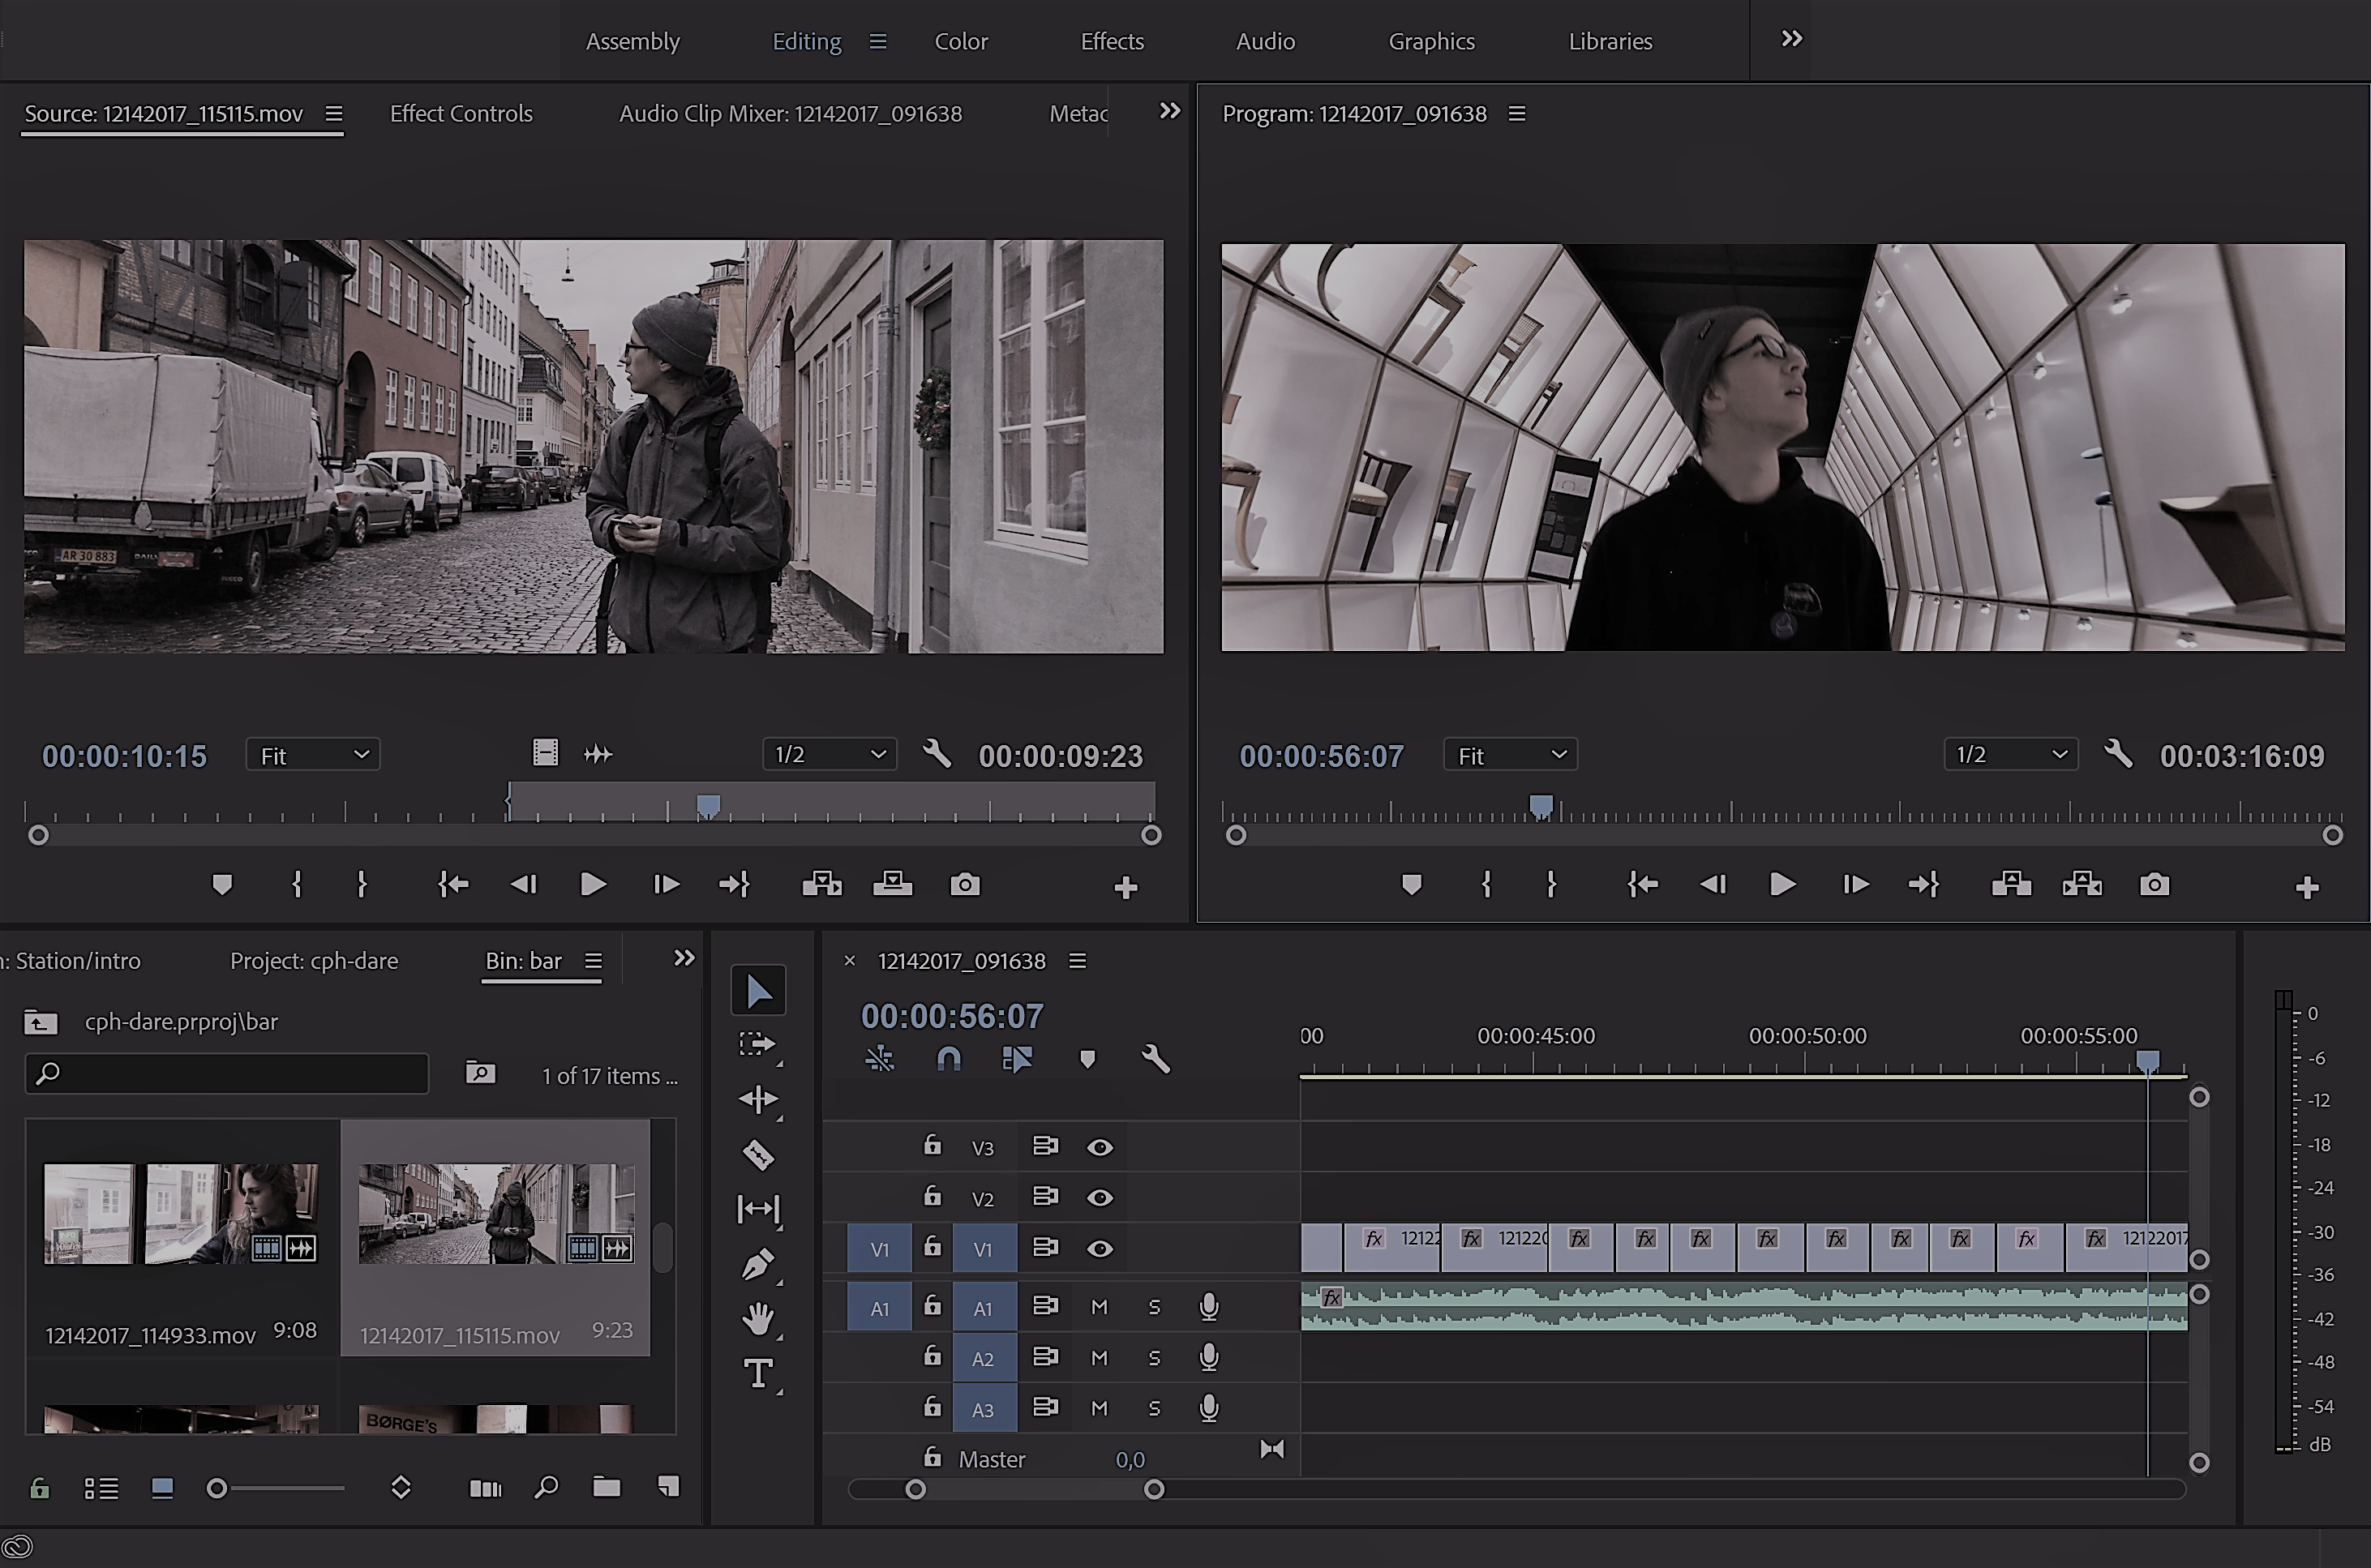 Assembly Editing Color Effects Audio Graphics Libraries
Source: 12142017_115115.mov Effect Controls Audio Clip Mixer: 12142017_091638 Metac
Program: 12142017_091638
AR 30 883 DAILY
IVECO
00:00:10:15 Fit 1/2 00:00:09:23
00:00:56:07 Fit 1/2 00:03:16:09
n: Station/intro Project: cph-dare Bin: bar
cph-dare.prproj\bar
1 of 17 items ...
12142017_114933.mov 9:08
12142017_115115.mov 9:23
BØRGE'S
T
× 12142017_091638
00:00:56:07
00 00:00:45:00 00:00:50:00 00:00:55:00
V3
V2
V1 V1 fx 12122 fx 121220 fx fx fx fx fx fx fx fx fx 12122017
A1 A1 M S fx
A2 M S
A3 M S
Master 0,0
0
-6
-12
-18
-24
-30
-36
-42
-48
-54
dB